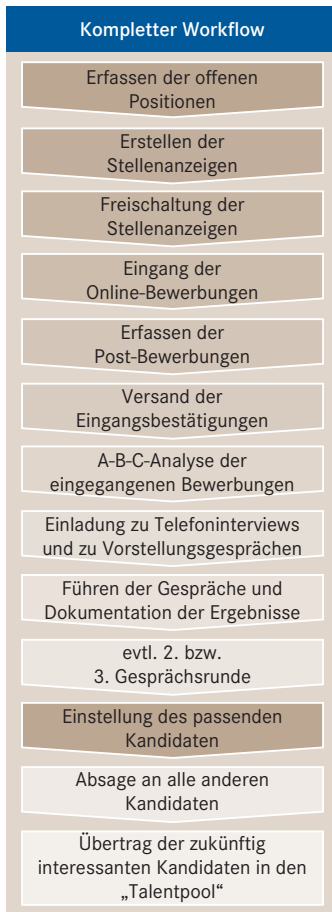 Kompletter Workflow
Erfassen der offenen
Positionen
Erstellen der
Stellenanzeigen
Freischaltung der
Stellenanzeigen
Eingang der
Online-Bewerbungen
Erfassen der
Post-Bewerbungen
Versand der
Eingangsbestätigungen
A-B-C-Analyse der
eingegangenen Bewerbungen
Einladung zu Telefoninterviews
und zu Vorstellungsgesprächen
Führen der Gespräche und
Dokumentation der Ergebnisse
evtl. 2. bzw.
3. Gesprächsrunde
Einstellung des passenden
Kandidaten
Absage an alle anderen
Kandidaten
Übertrag der zukünftig
interessanten Kandidaten in den
„Talentpool“